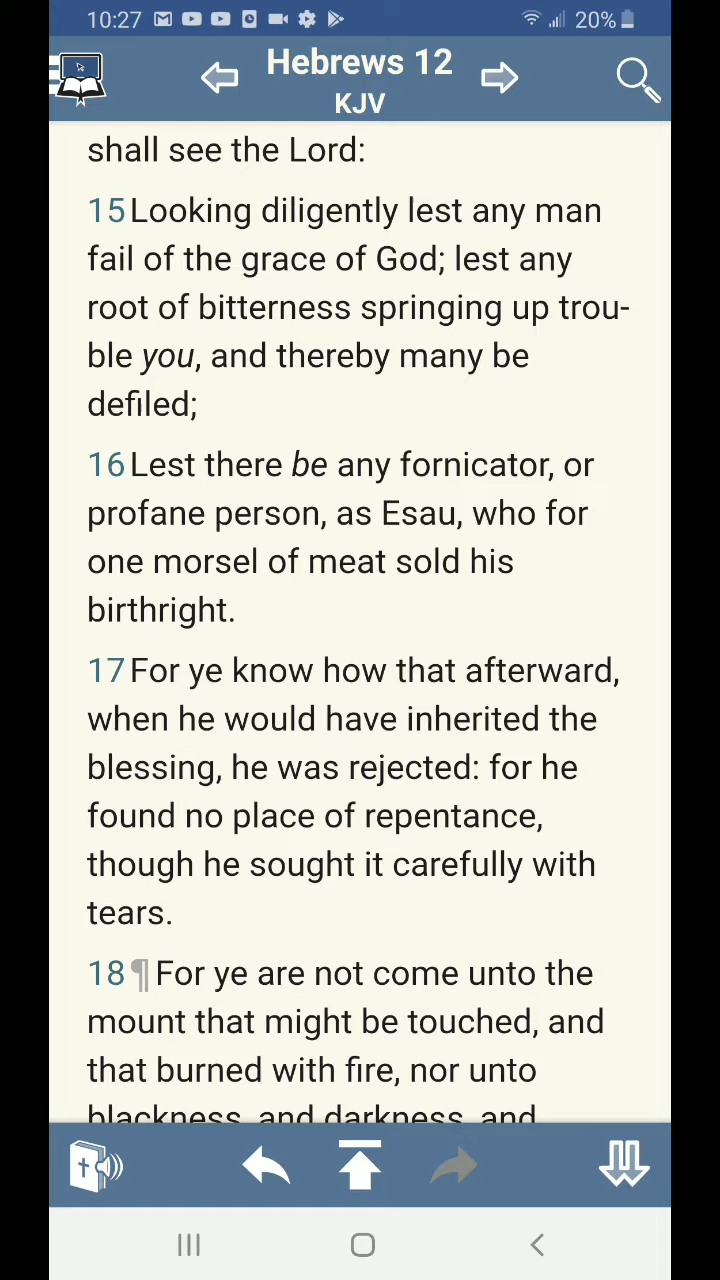 10:27 20%
Hebrews 12
KJV
shall see the Lord:
15 Looking diligently lest any man
fail of the grace of God; lest any
root of bitterness springing up trou-
ble you, and thereby many be
defiled;
16 Lest there be any fornicator, or
profane person, as Esau, who for
one morsel of meat sold his
birthright.
17 For ye know how that afterward,
when he would have inherited the
blessing, he was rejected: for he
found no place of repentance,
though he sought it carefully with
tears.
18 ¶ For ye are not come unto the
mount that might be touched, and
that burned with fire, nor unto
blackness, and darkness, and